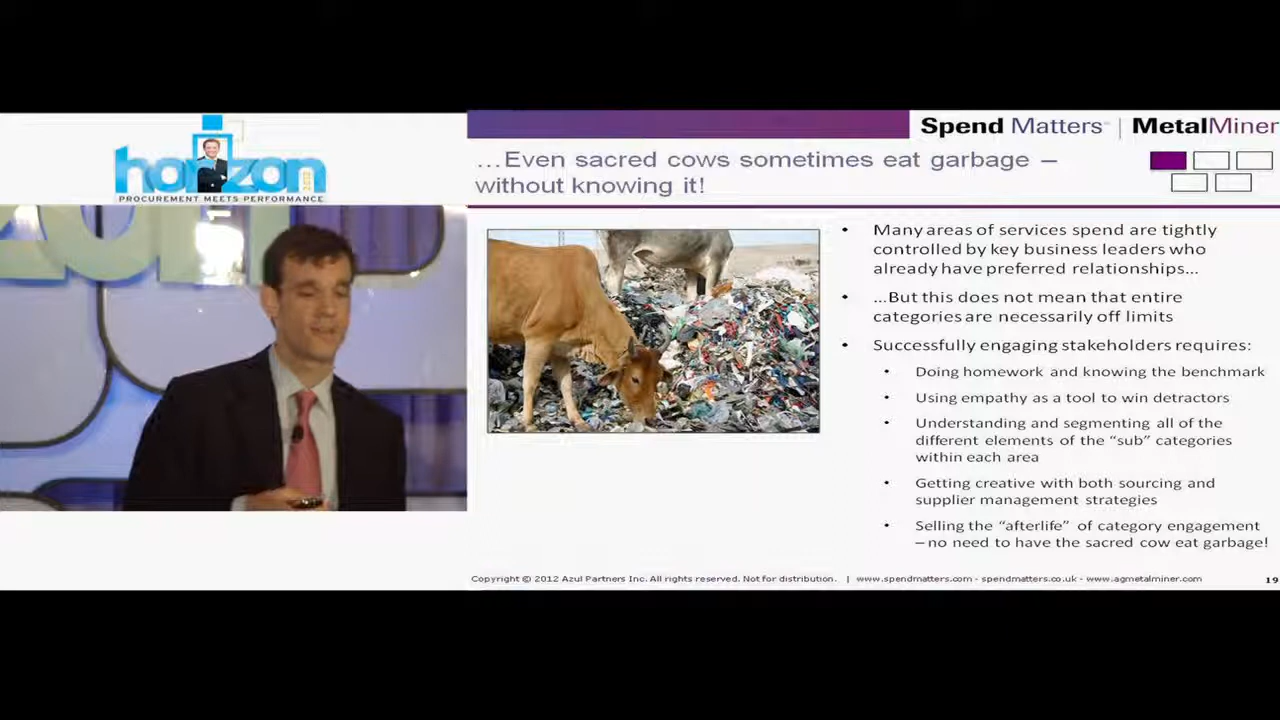 horizon
2012
PROCUREMENT MEETS PERFORMANCE
Spend Matters | MetalMiner
...Even sacred cows sometimes eat garbage –
without knowing it!
• Many areas of services spend are tightly
controlled by key business leaders who
already have preferred relationships...
• ...But this does not mean that entire
categories are necessarily off limits
• Successfully engaging stakeholders requires:
• Doing homework and knowing the benchmark
• Using empathy as a tool to win detractors
• Understanding and segmenting all of the
different elements of the “sub” categories
within each area
• Getting creative with both sourcing and
supplier management strategies
• Selling the “afterlife” of category engagement
– no need to have the sacred cow eat garbage!
Copyright © 2012 Azul Partners Inc. All rights reserved. Not for distribution. | www.spendmatters.com - spendmatters.co.uk - www.agmetalminer.com
19